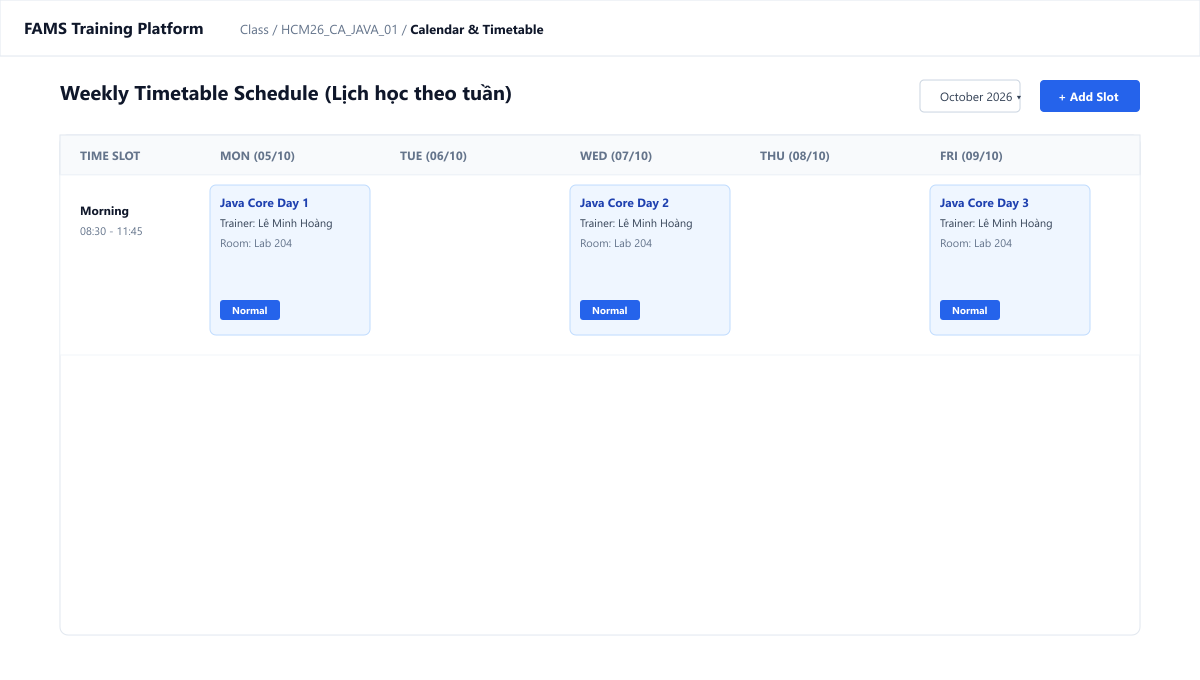 FAMS Training Platform
Class / HCM26_CA_JAVA_01 / Calendar & Timetable
Weekly Timetable Schedule (Lịch học theo tuần)
October 2026 ▾
+ Add Slot
TIME SLOT
MON (05/10)
TUE (06/10)
WED (07/10)
THU (08/10)
FRI (09/10)
Morning
08:30 - 11:45
Java Core Day 1
Trainer: Lê Minh Hoàng
Room: Lab 204
Normal
Java Core Day 2
Trainer: Lê Minh Hoàng
Room: Lab 204
Normal
Java Core Day 3
Trainer: Lê Minh Hoàng
Room: Lab 204
Normal